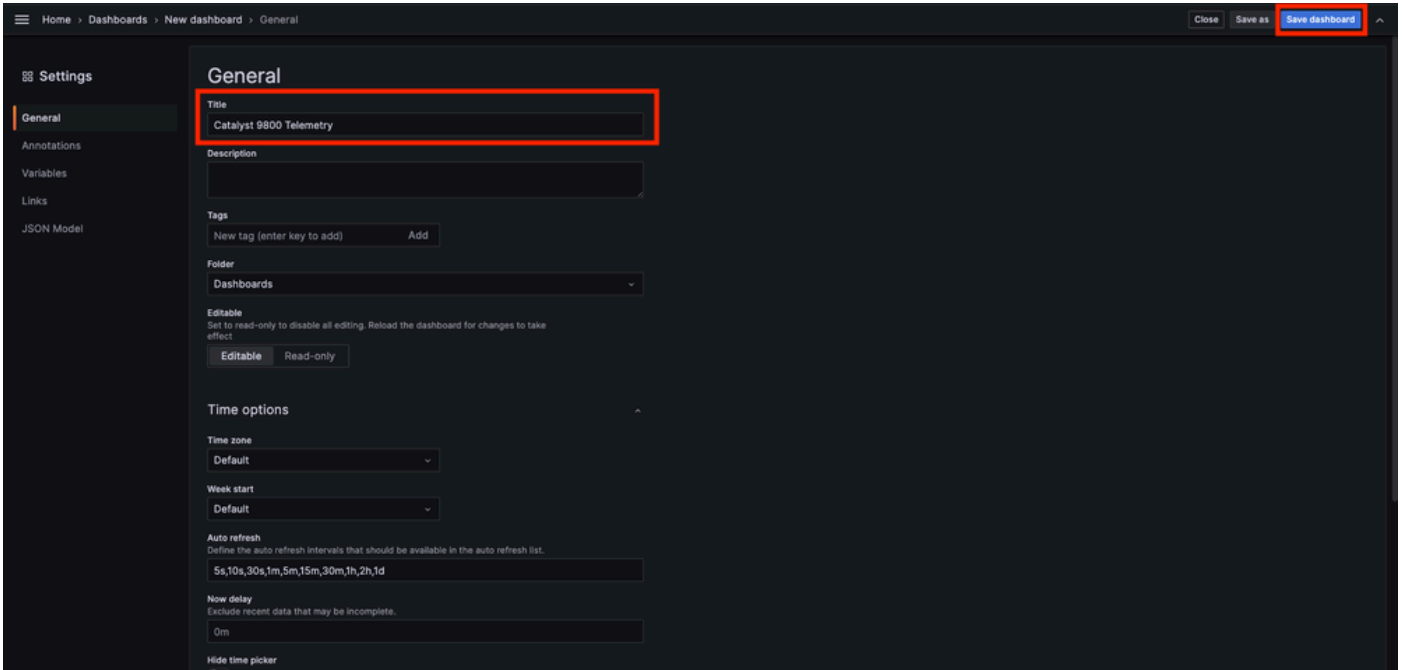 Home › Dashboards › New dashboard › General
Close Save as Save dashboard
Settings
General
Annotations
Variables
Links
JSON Model
General
Title
Catalyst 9800 Telemetry
Description
Tags
New tag (enter key to add) Add
Folder
Dashboards
Editable
Set to read-only to disable all editing. Reload the dashboard for changes to take
effect
Editable Read-only
Time options
Time zone
Default
Week start
Default
Auto refresh
Define the auto refresh intervals that should be available in the auto refresh list.
5s,10s,30s,1m,5m,15m,30m,1h,2h,1d
Now delay
Exclude recent data that may be incomplete.
0m
Hide time picker